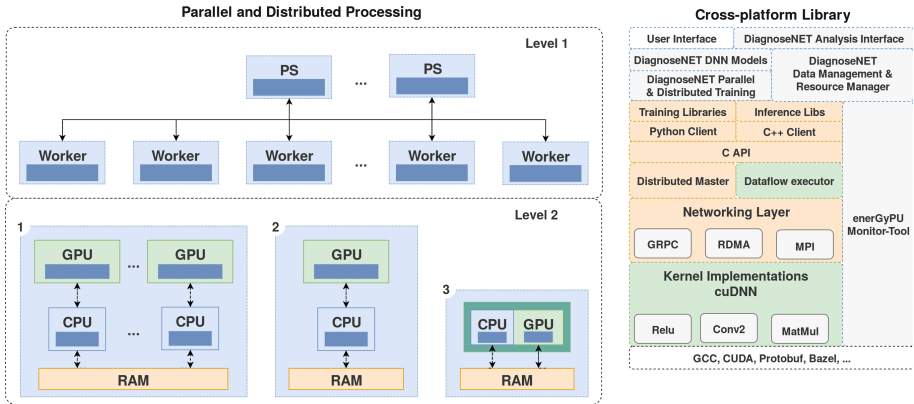 Parallel and Distributed Processing
Level 1
PS
...
PS
Worker
Worker
Worker
...
Worker
Worker
Level 2
1
GPU
...
GPU
CPU
...
CPU
RAM
2
GPU
CPU
RAM
3
CPU
GPU
RAM
Cross-platform Library
User Interface
DiagnoseNET Analysis Interface
DiagnoseNET DNN Models
DiagnoseNET
Data Management &
Resource Manager
DiagnoseNET Parallel
& Distributed Training
Training Libraries
Inference Libs
Python Client
C++ Client
C API
Distributed Master
Dataflow executor
Networking Layer
GRPC
RDMA
MPI
enerGyPU
Monitor-Tool
Kernel Implementations
cuDNN
Relu
Conv2
MatMul
GCC, CUDA, Protobuf, Bazel, ...